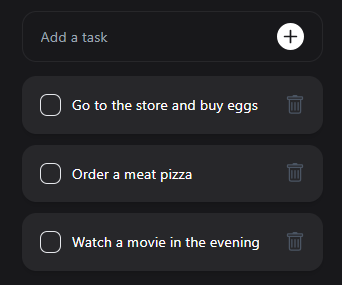 Add a task
Go to the store and buy eggs
Order a meat pizza
Watch a movie in the evening